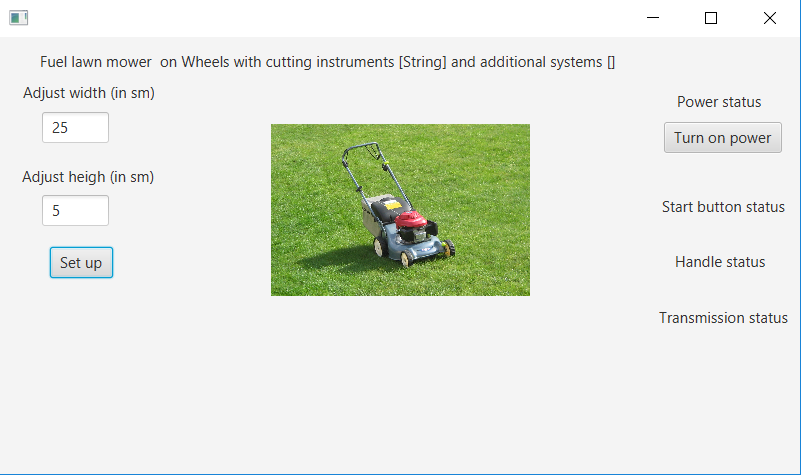 Fuel lawn mower  on Wheels with cutting instruments [String] and additional systems []
Adjust width (in sm)
25
Adjust heigh (in sm)
5
Set up
Power status
Turn on power
Start button status
Handle status
Transmission status